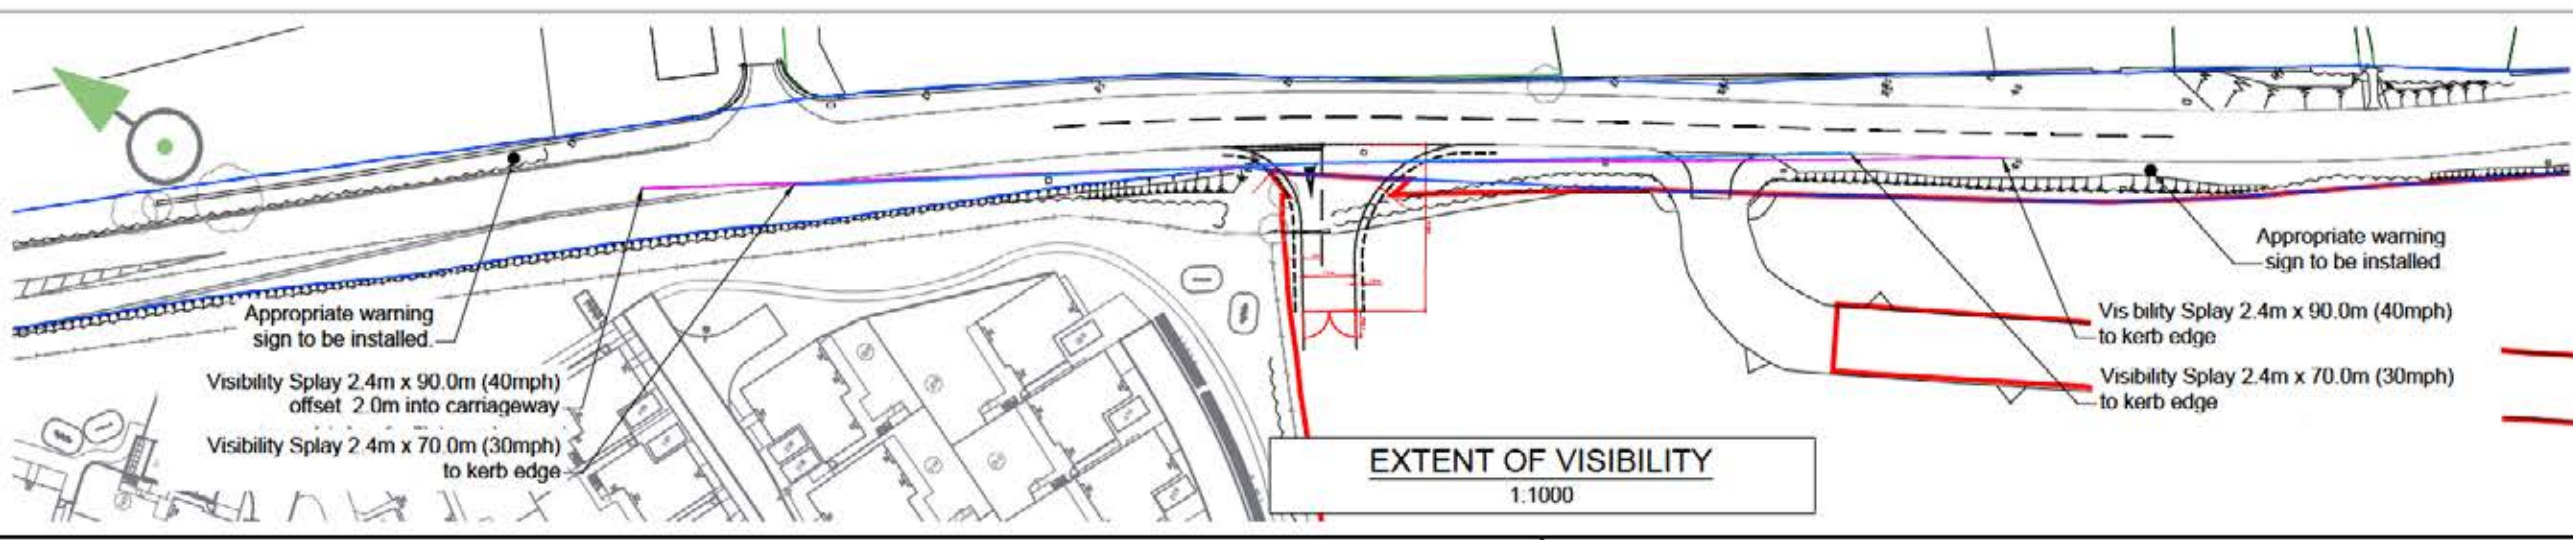 Appropriate warning
sign to be installed.
Visibility Splay 2.4m x 90.0m (40mph)
offset 2.0m into carriageway
Visibility Splay 2.4m x 70.0m (30mph)
to kerb edge
EXTENT OF VISIBILITY
1:1000
Appropriate warning
sign to be installed
Vis bility Splay 2.4m x 90.0m (40mph)
to kerb edge
Visibility Splay 2.4m x 70.0m (30mph)
to kerb edge